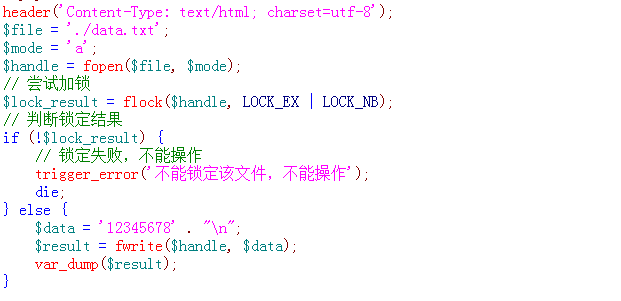 header('Content-Type: text/html; charset=utf-8');
$file = './data.txt';
$mode = 'a';
$handle = fopen($file, $mode);
// 尝试加锁
$lock_result = flock($handle, LOCK_EX | LOCK_NB);
// 判断锁定结果
if (!$lock_result) {
    // 锁定失败，不能操作
    trigger_error('不能锁定该文件，不能操作');
    die;
} else {
    $data = '12345678' . "\n";
    $result = fwrite($handle, $data);
    var_dump($result);
}